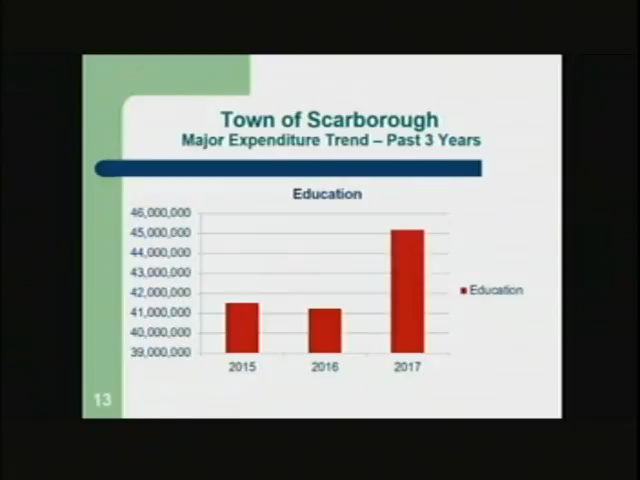 Town of Scarborough
Major Expenditure Trend – Past 3 Years
Education
46,000,000
45,000,000
44,000,000
43,000,000
42,000,000
41,000,000
40,000,000
39,000,000
2015 2016 2017
Education
13